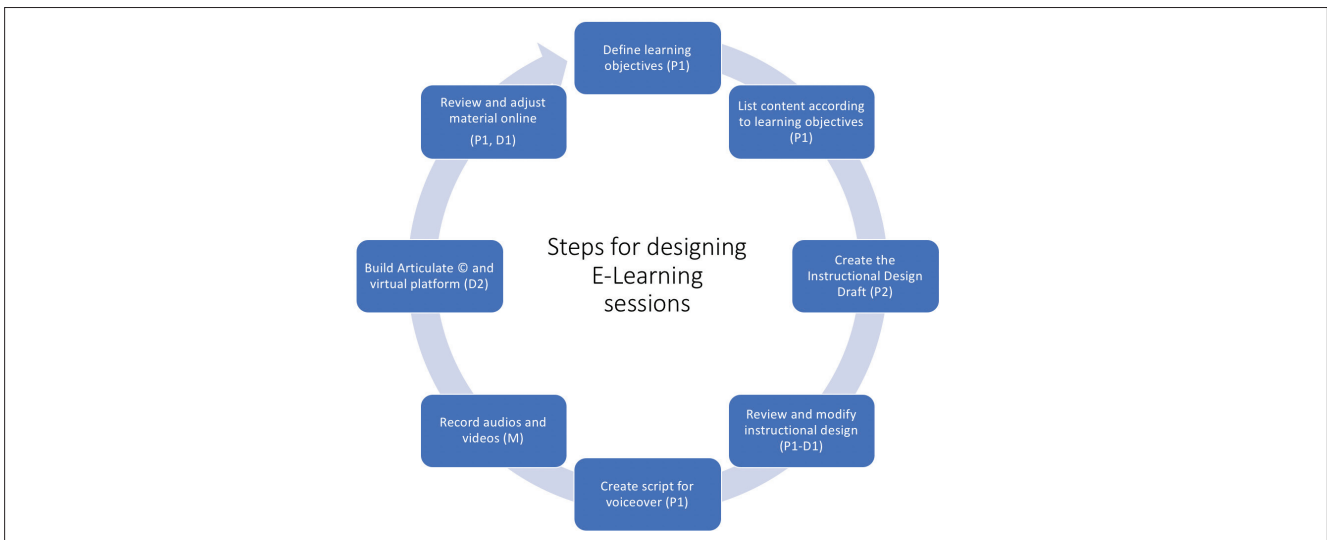 Define learning
objectives (P1)
List content according
to learning objectives
(P1)
Create the
Instructional Design
Draft (P2)
Review and modify
instructional design
(P1-D1)
Create script for
voiceover (P1)
Record audios and
videos (M)
Build Articulate © and
virtual platform (D2)
Review and adjust
material online
(P1, D1)
Steps for designing
E-Learning
sessions